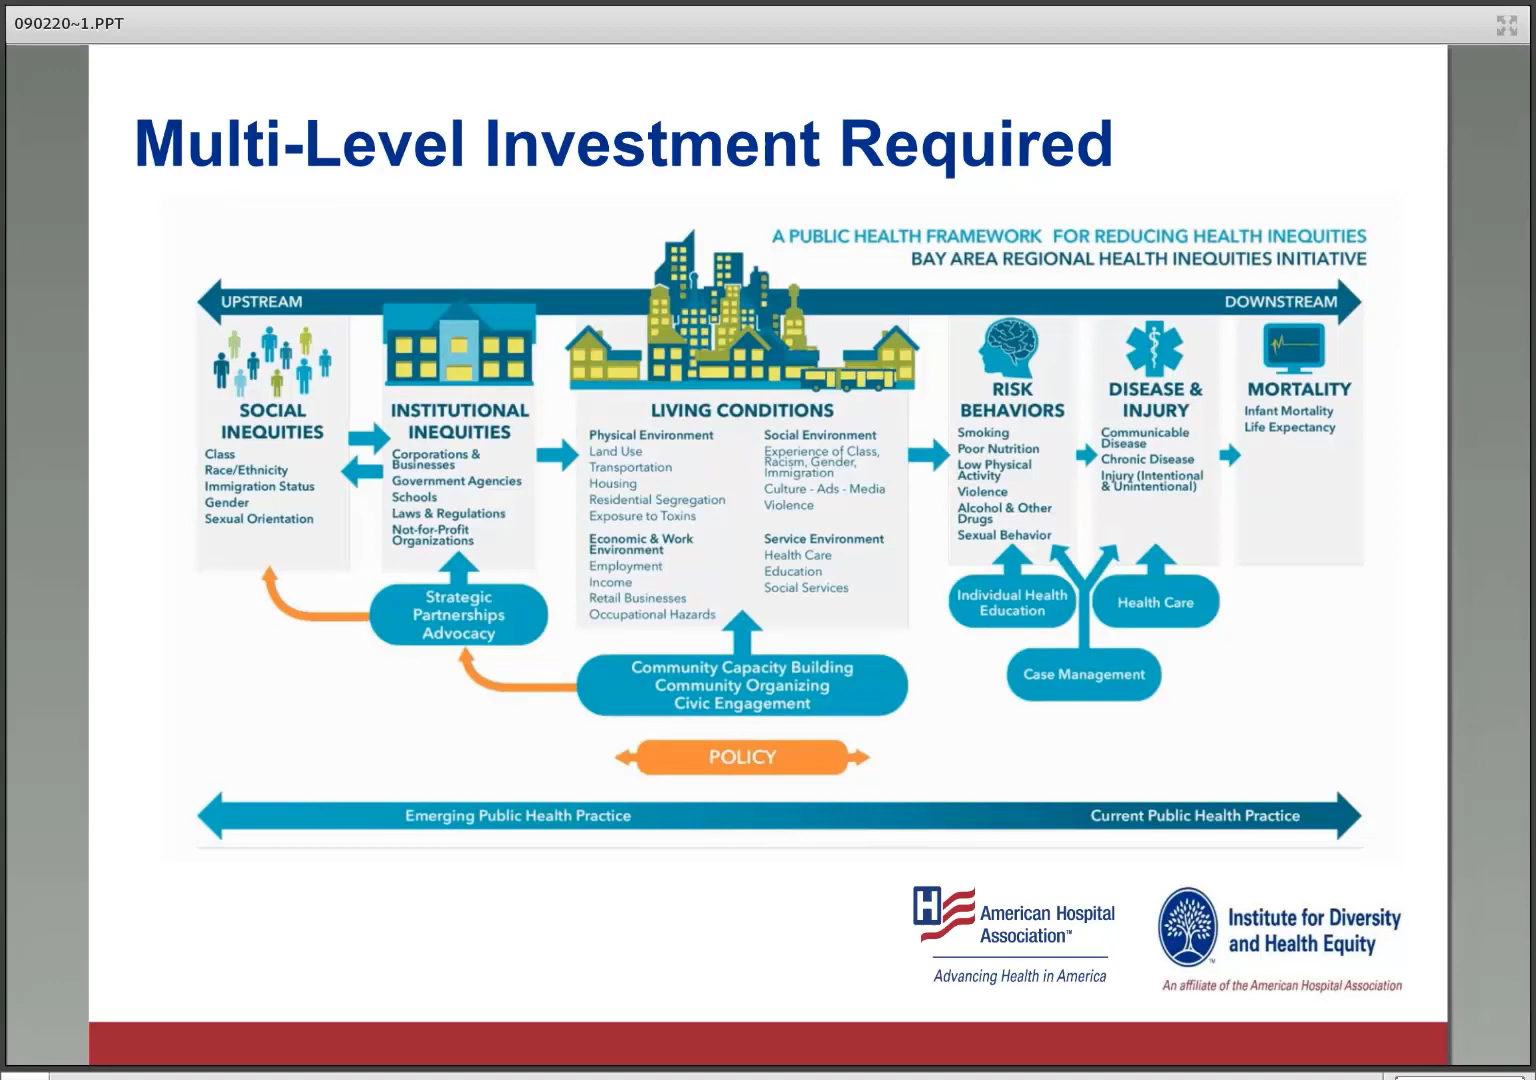 090220~1.PPT
Multi-Level Investment Required
A PUBLIC HEALTH FRAMEWORK FOR REDUCING HEALTH INEQUITIES
BAY AREA REGIONAL HEALTH INEQUITIES INITIATIVE
UPSTREAM
DOWNSTREAM
SOCIAL
INEQUITIES
Class
Race/Ethnicity
Immigration Status
Gender
Sexual Orientation
INSTITUTIONAL
INEQUITIES
Corporations &
Businesses
Government Agencies
Schools
Laws & Regulations
Not-for-Profit
Organizations
LIVING CONDITIONS
Physical Environment
Land Use
Transportation
Housing
Residential Segregation
Exposure to Toxins
Economic & Work
Environment
Employment
Income
Retail Businesses
Occupational Hazards
Social Environment
Experience of Class,
Racism, Gender,
Immigration
Culture - Ads - Media
Violence
Service Environment
Health Care
Education
Social Services
RISK
BEHAVIORS
Smoking
Poor Nutrition
Low Physical
Activity
Violence
Alcohol & Other
Drugs
Sexual Behavior
DISEASE &
INJURY
Communicable
Disease
Chronic Disease
Injury (Intentional
& Unintentional)
MORTALITY
Infant Mortality
Life Expectancy
Strategic
Partnerships
Advocacy
Community Capacity Building
Community Organizing
Civic Engagement
Individual Health
Education
Health Care
Case Management
POLICY
Emerging Public Health Practice
Current Public Health Practice
H
American Hospital
Association™
Advancing Health in America
Institute for Diversity
and Health Equity
An affiliate of the American Hospital Association